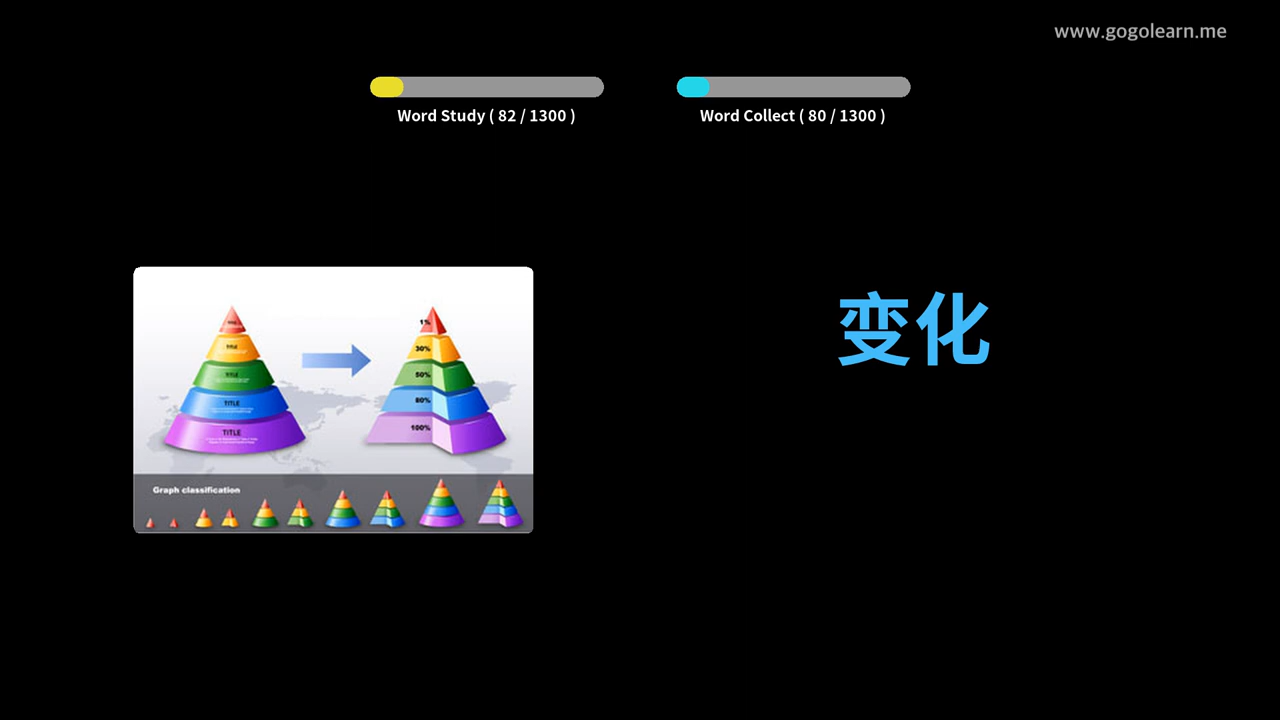 www.gogolearn.me
Word Study ( 82 / 1300 )
Word Collect ( 80 / 1300 )
变化
TITLE
TITLE
TITLE
TITLE
1%
30%
50%
80%
100%
Graph classification